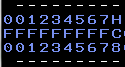 - - - - - - - - -
001234567H
FFFFFFFFFC
0012345678
- - - - - - - - -